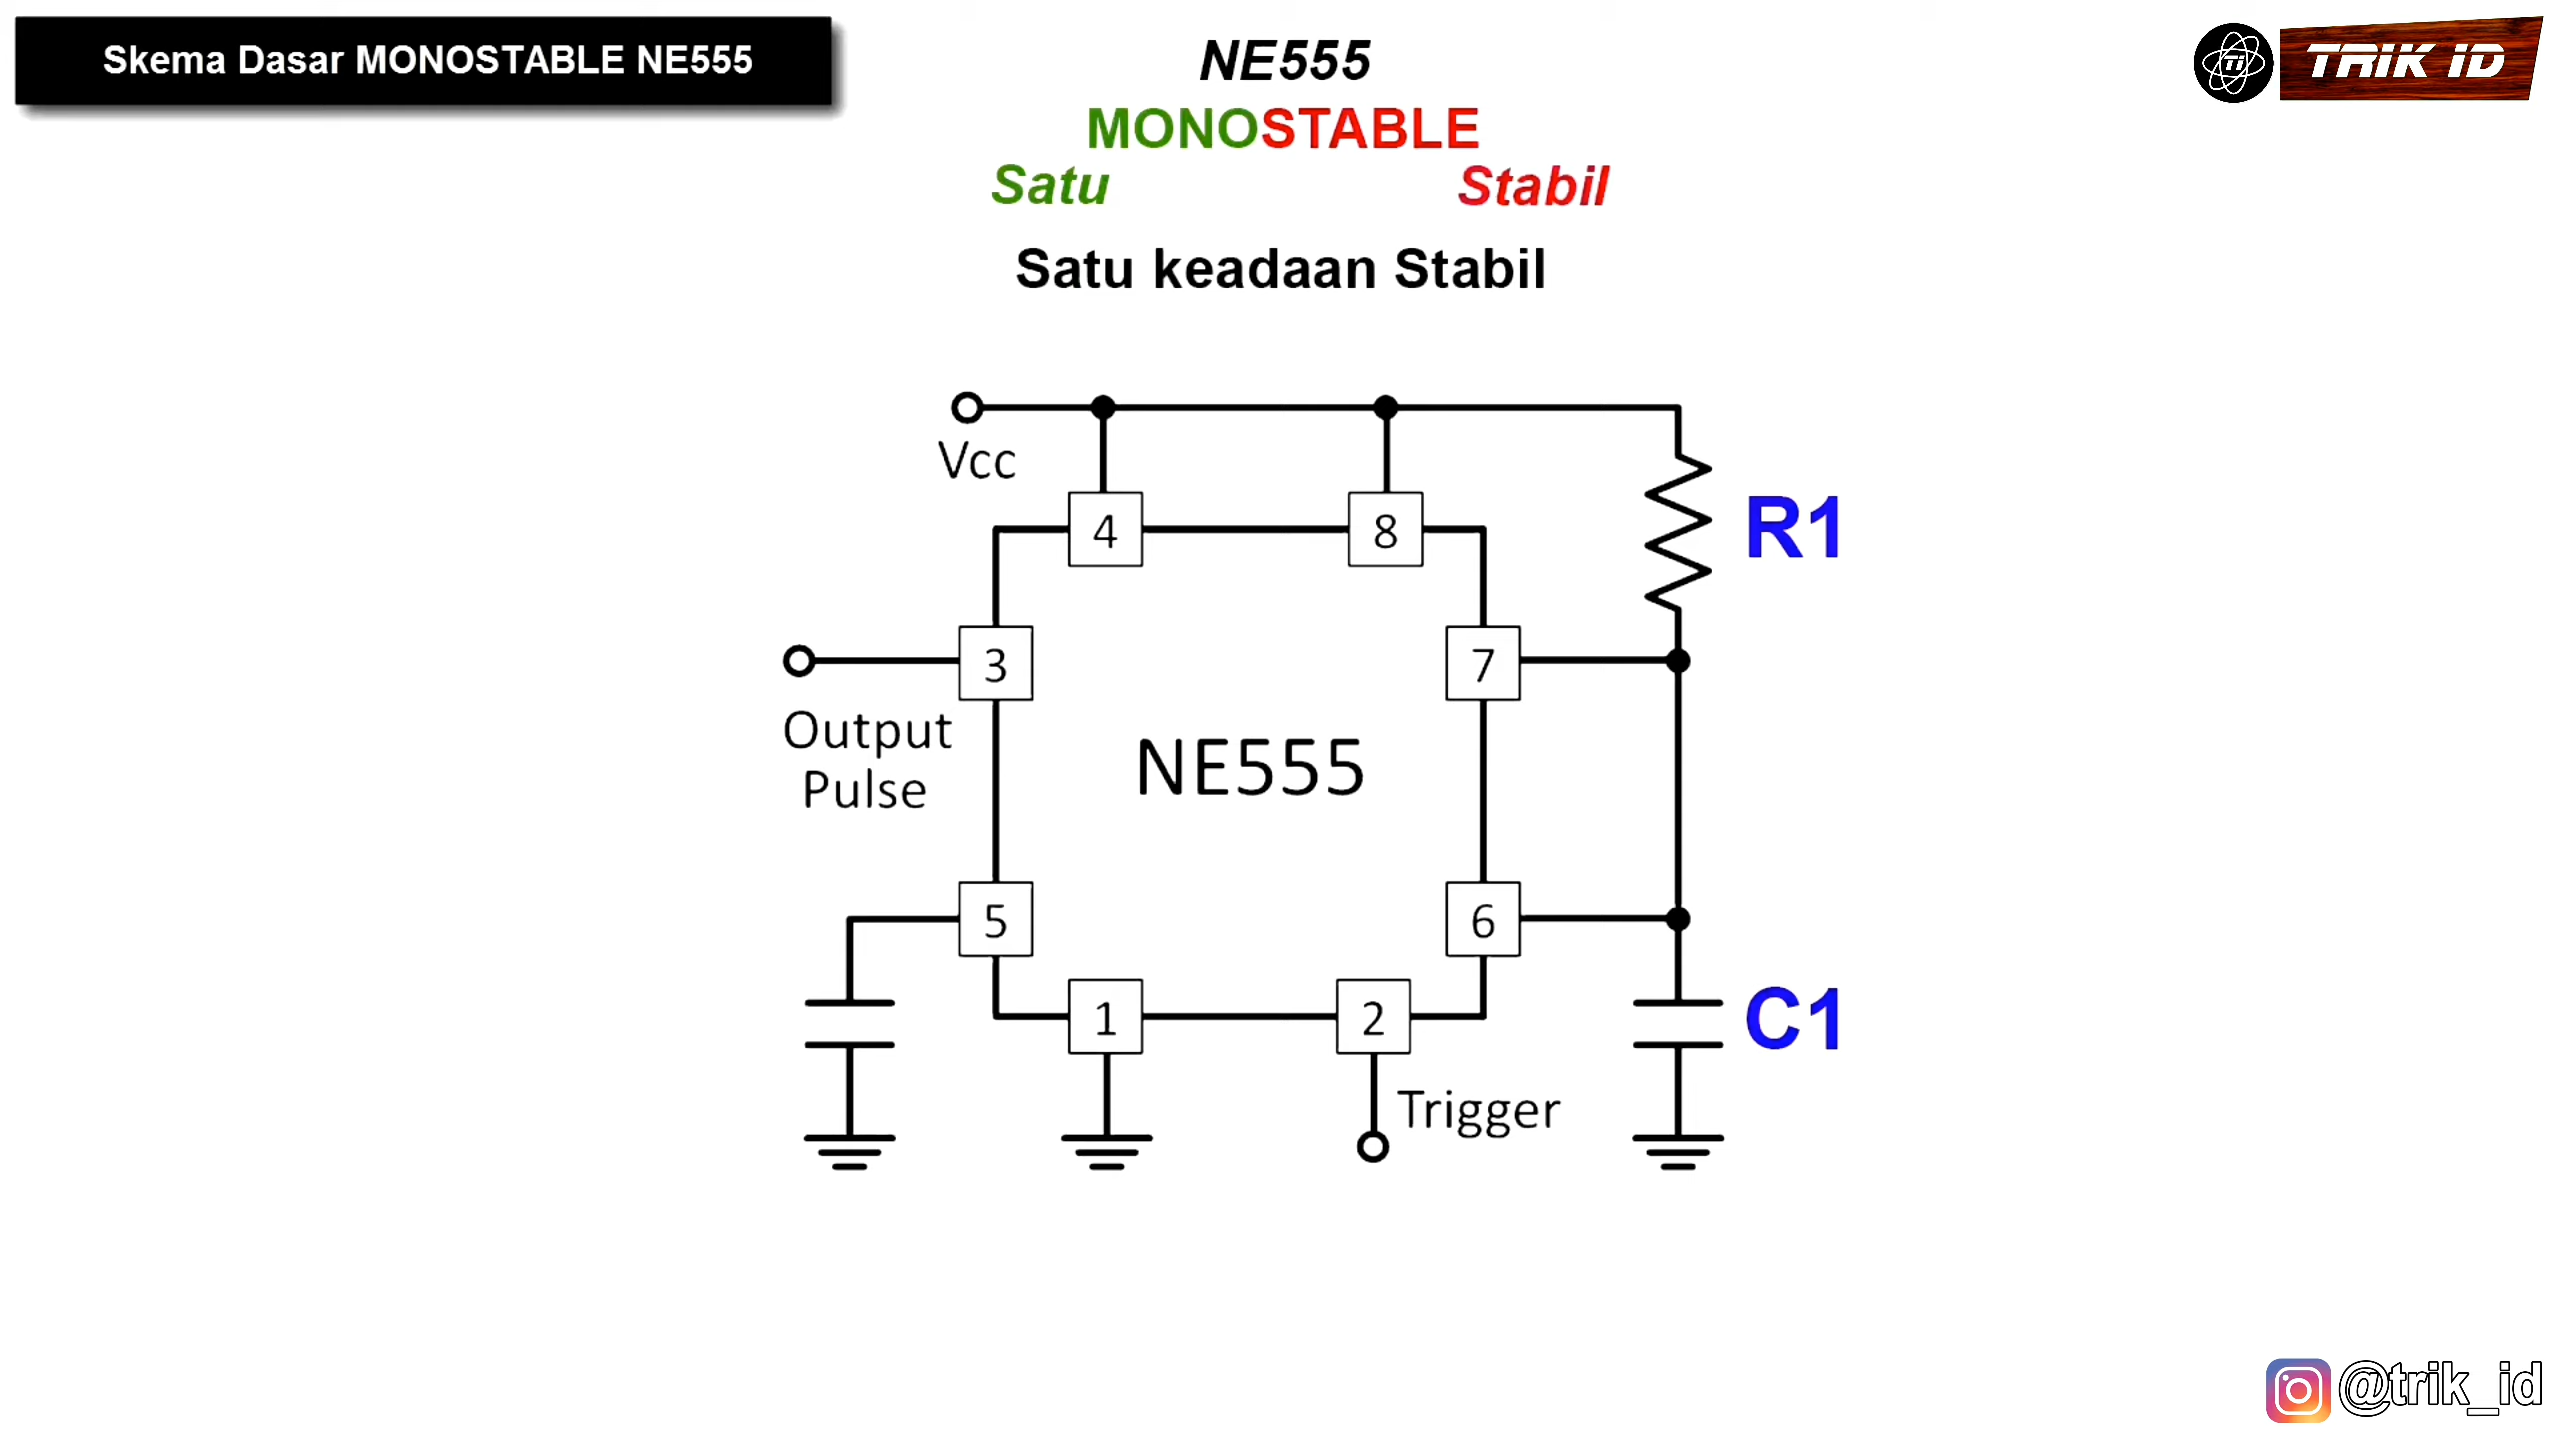 Skema Dasar MONOSTABLE NE555
NE555
MONOSTABLE
Satu Stabil
Satu keadaan Stabil
Ti TRIK ID
Vcc
4
8
R1
3
7
Output
Pulse
NE555
5
6
1
2
C1
Trigger
@trik_id